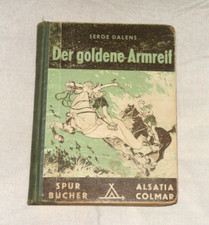 SERGE DALENS
Der goldene Armreif
SPUR BÜCHER
ALSATIA COLMAR